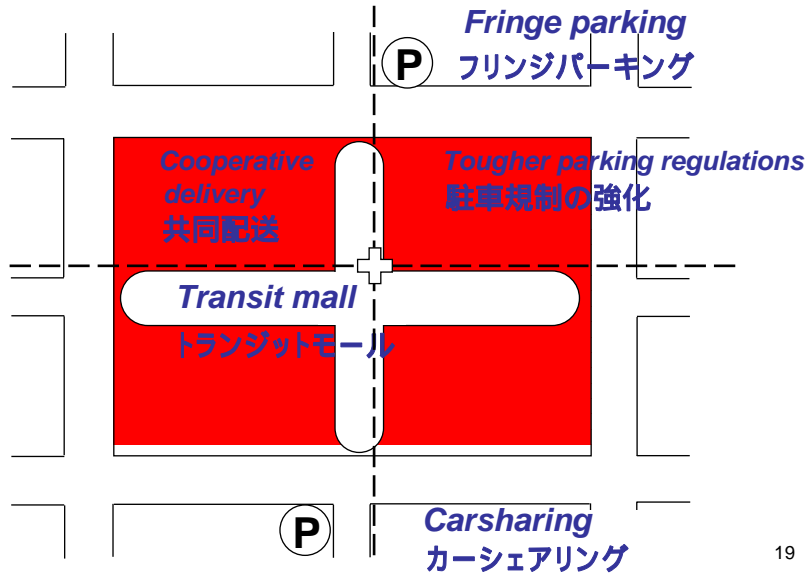 Fringe parking
P
フリンジパーキング
Cooperative
delivery
共同配送
Tougher parking regulations
駐車規制の強化
Transit mall
トランジットモール
P
Carsharing
カーシェアリング
19